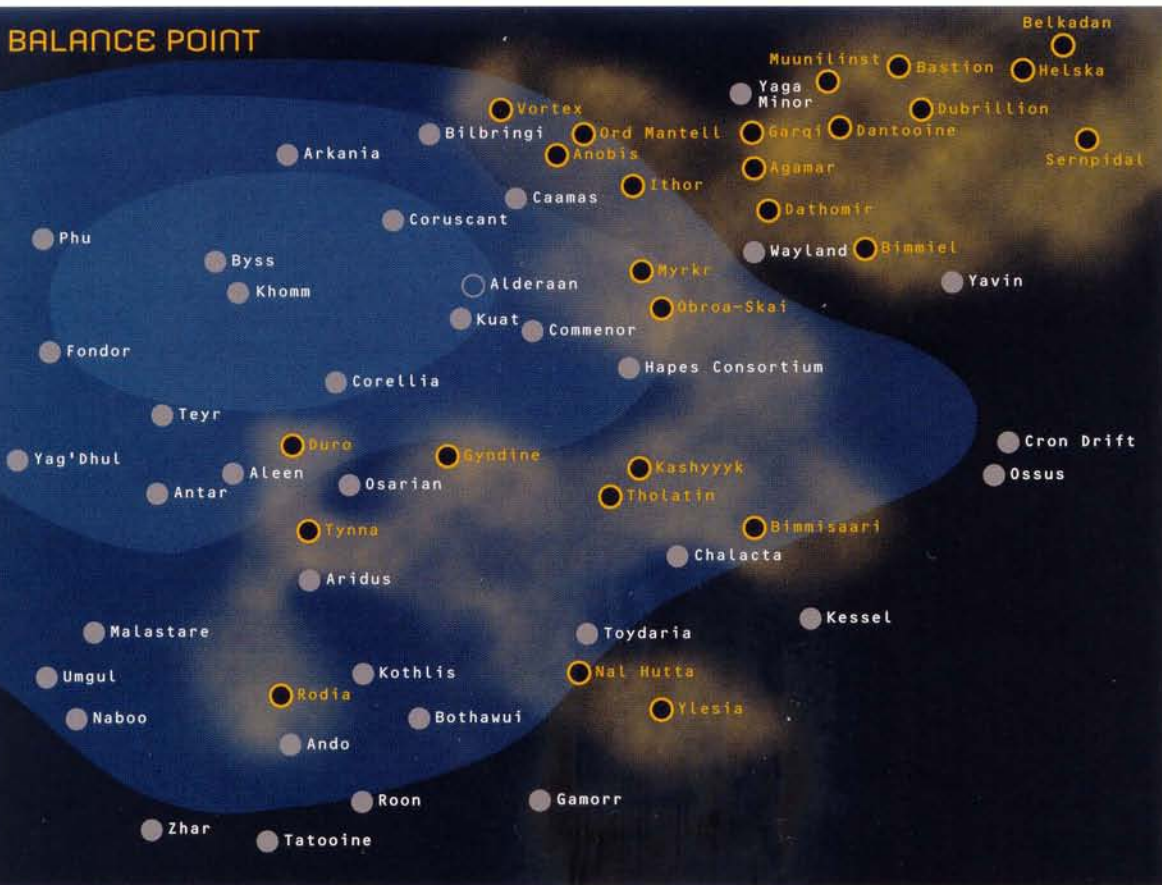 BALANCE POINT
Belkadan
Muunilinst
Bastion
Helska
Yaga
Minor
Vortex
Dubrillion
Bilbringi
Ord Mantell
Garqi
Dantooine
Arkania
Anobis
Sernpidal
Agamar
Ithor
Caamas
Coruscant
Dathomir
Phu
Wayland
Bimmiel
Byss
Myrkr
Yavin
Khomm
Alderaan
Obroa-Skai
Kuat
Commenor
Fondor
Hapes Consortium
Corellia
Teyr
Duro
Cron Drift
Yag'Dhul
Gyndine
Aleen
Kashyyyk
Ossus
Antar
Osarian
Tholatin
Tynna
Bimmisaari
Chalacta
Aridus
Kessel
Malastare
Toydaria
Umgul
Kothlis
Nal Hutta
Rodia
Ylesia
Naboo
Bothawui
Ando
Roon
Gamorr
Zhar
Tatooine